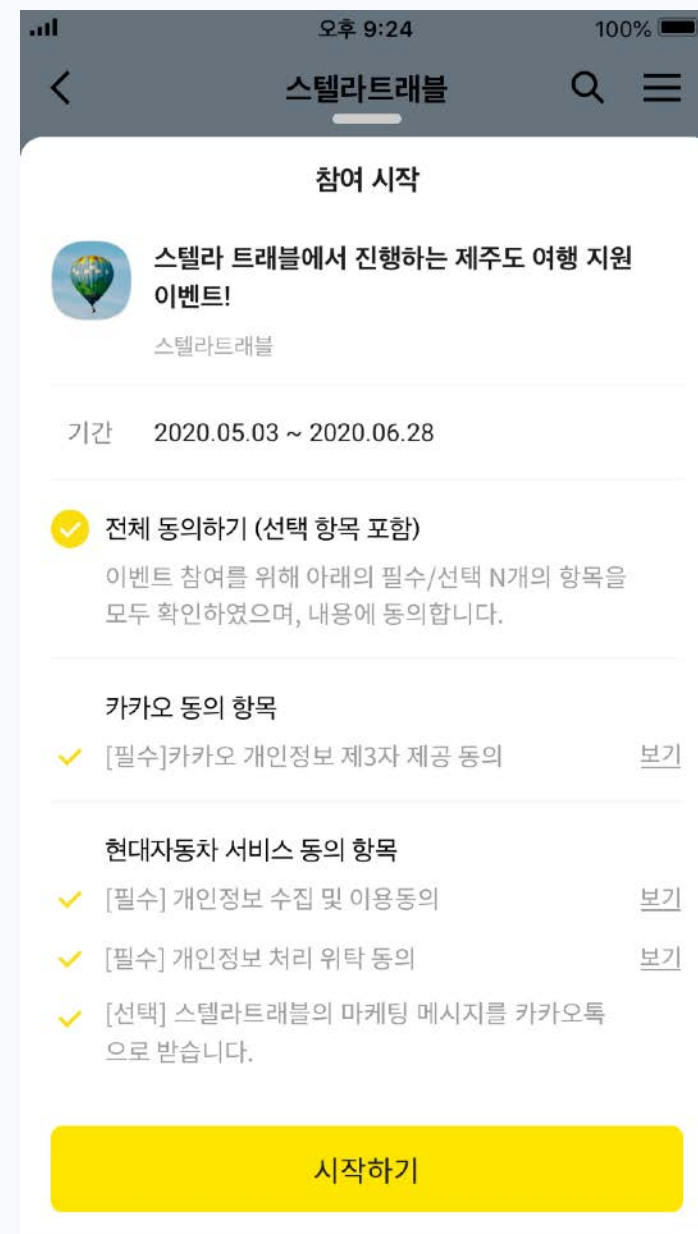 오후 9:24 100%
스텔라트래블
참여 시작
스텔라 트래블에서 진행하는 제주도 여행 지원
이벤트!
스텔라트래블
기간 2020.05.03 ~ 2020.06.28
전체 동의하기 (선택 항목 포함)
이벤트 참여를 위해 아래의 필수/선택 N개의 항목을
모두 확인하였으며, 내용에 동의합니다.
카카오 동의 항목
[필수]카카오 개인정보 제3자 제공 동의 보기
현대자동차 서비스 동의 항목
[필수] 개인정보 수집 및 이용동의 보기
[필수] 개인정보 처리 위탁 동의 보기
[선택] 스텔라트래블의 마케팅 메시지를 카카오톡
으로 받습니다.
시작하기